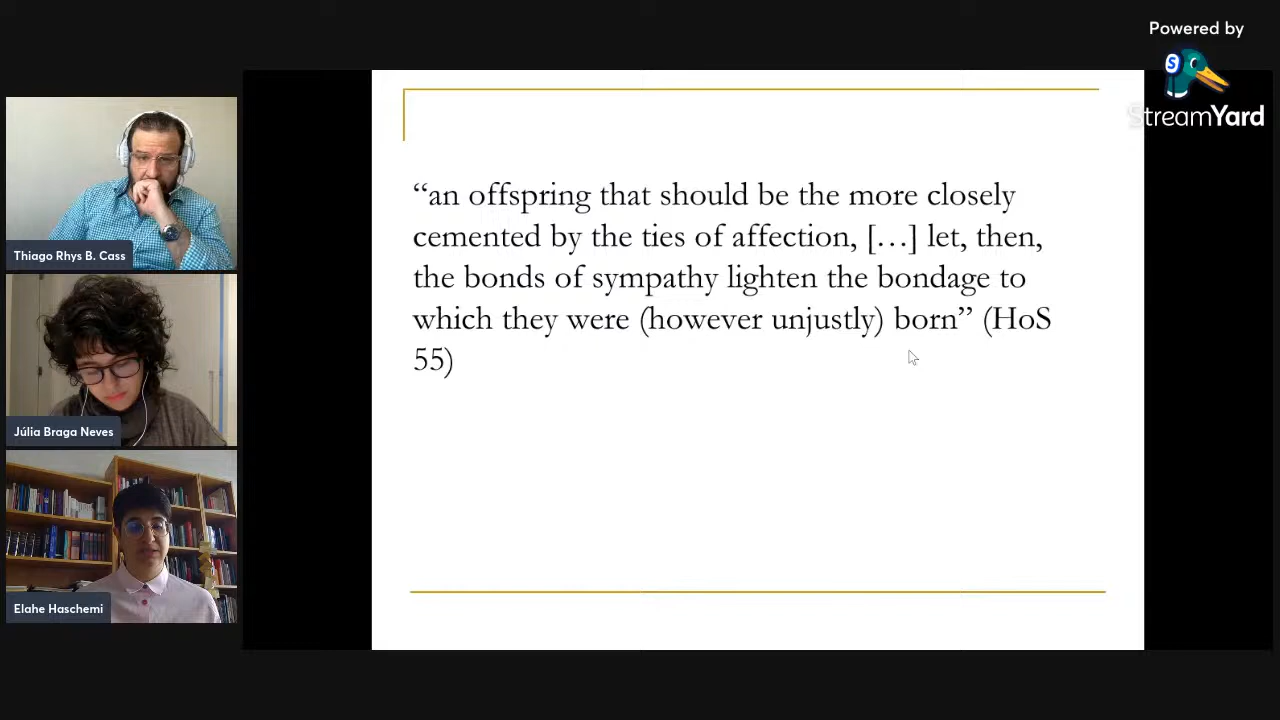 Powered by
StreamYard
“an offspring that should be the more closely
cemented by the ties of affection, […] let, then,
the bonds of sympathy lighten the bondage to
which they were (however unjustly) born” (HoS
55)
Thiago Rhys B. Cass
Júlia Braga Neves
Elahe Haschemi